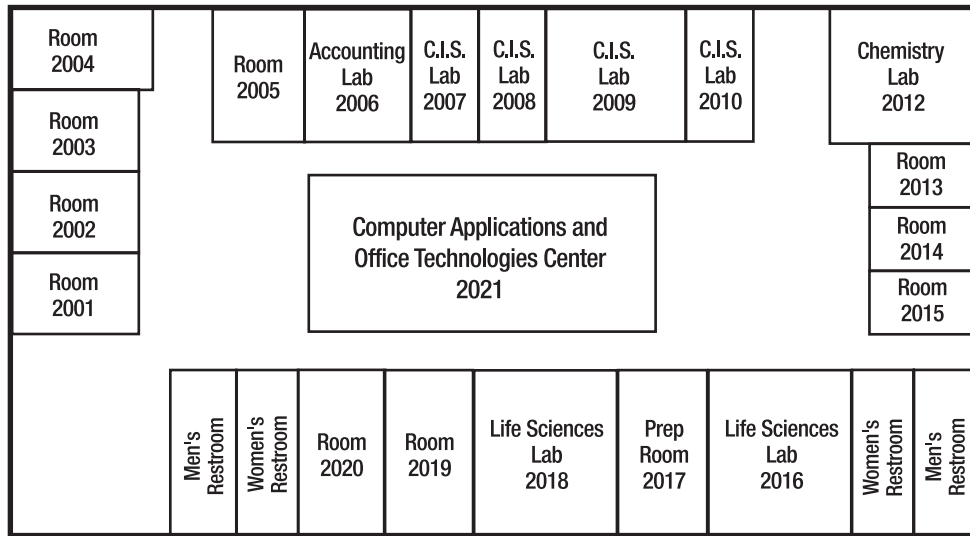 Room
2004
Room
2003
Room
2002
Room
2001
Room
2005
Accounting
Lab
2006
C.I.S.
Lab
2007
C.I.S.
Lab
2008
C.I.S.
Lab
2009
C.I.S.
Lab
2010
Chemistry
Lab
2012
Room
2013
Room
2014
Room
2015
Computer Applications and
Office Technologies Center
2021
Men's
Restroom
Women's
Restroom
Room
2020
Room
2019
Life Sciences
Lab
2018
Prep
Room
2017
Life Sciences
Lab
2016
Women's
Restroom
Men's
Restroom